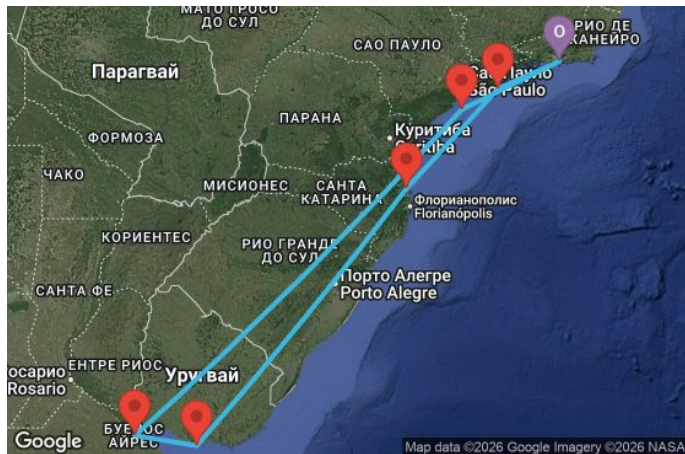 МАТО ГРОСО
ДО СУЛ
РИО ДЕ
ЖАНЕЙРО
O
САО ПАУЛО
Парагвай
São Paulo
ПАРАНА
ФОРМОЗА
Куритиба
Curitiba
ЧАКО
МИСИОНЕС
САНТА
КАТАРИНА
Флорианополис
Florianópolis
КОРИЕНТЕС
РИО ГРАНДЕ
ДО СУЛ
Порто Алегре
Porto Alegre
САНТА ФЕ
ЕНТРЕ РИОС
Уругвай
осарио
Rosario
БУЕНОС
АЙРЕС
Google
Map data ©2026 Google Imagery ©2026 NASA